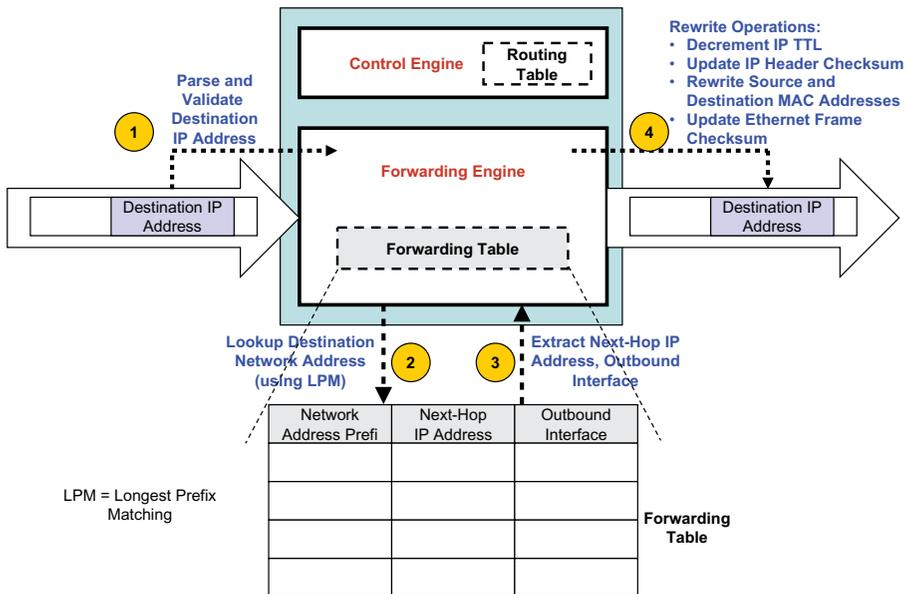 Rewrite Operations:
• Decrement IP TTL
• Update IP Header Checksum
• Rewrite Source and
Destination MAC Addresses
• Update Ethernet Frame
Checksum
Control Engine
Routing
Table
Parse and
Validate
Destination
IP Address
1
4
Forwarding Engine
Destination IP
Address
Destination IP
Address
Forwarding Table
Lookup Destination
Network Address
(using LPM)
2
3
Extract Next-Hop IP
Address, Outbound
Interface
Network
Address Prefi
Next-Hop
IP Address
Outbound
Interface
LPM = Longest Prefix
Matching
Forwarding
Table